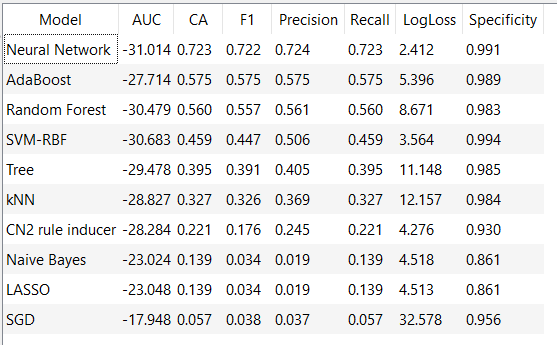 Model AUC CA F1 Precision Recall LogLoss Specificity
Neural Network -31.014 0.723 0.722 0.724 0.723 2.412 0.991
AdaBoost -27.714 0.575 0.575 0.575 0.575 5.396 0.989
Random Forest -30.479 0.560 0.557 0.561 0.560 8.671 0.983
SVM-RBF -30.683 0.459 0.447 0.506 0.459 3.564 0.994
Tree -29.478 0.395 0.391 0.405 0.395 11.148 0.985
kNN -28.827 0.327 0.326 0.369 0.327 12.157 0.984
CN2 rule inducer -28.284 0.221 0.176 0.245 0.221 4.276 0.930
Naive Bayes -23.024 0.139 0.034 0.019 0.139 4.518 0.861
LASSO -23.048 0.139 0.034 0.019 0.139 4.513 0.861
SGD -17.948 0.057 0.038 0.037 0.057 32.578 0.956